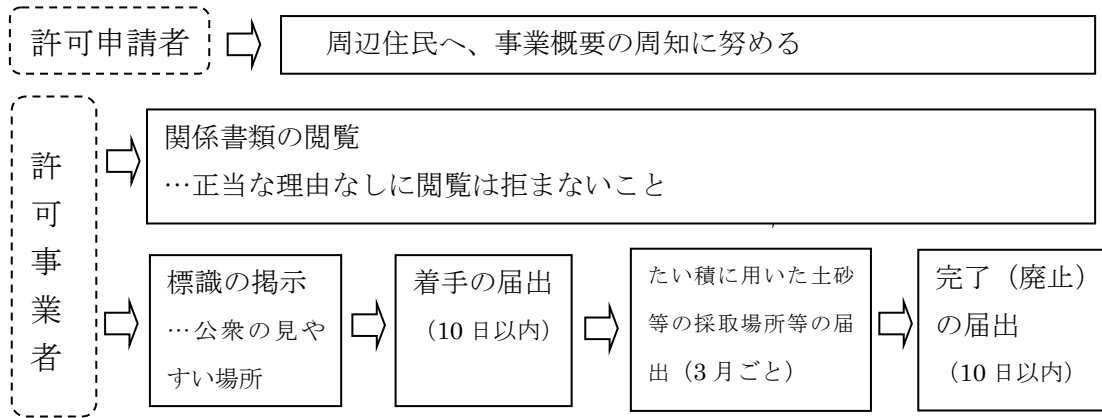 許可申請者
周辺住民へ、事業概要の周知に努める
許可事業者
関係書類の閲覧
…正当な理由なしに閲覧は拒まないこと
標識の掲示
…公衆の見や
すい場所
着手の届出
（10 日以内）
たい積に用いた土砂
等の採取場所等の届
出（3 月ごと）
完了（廃止）
の届出
（10 日以内）